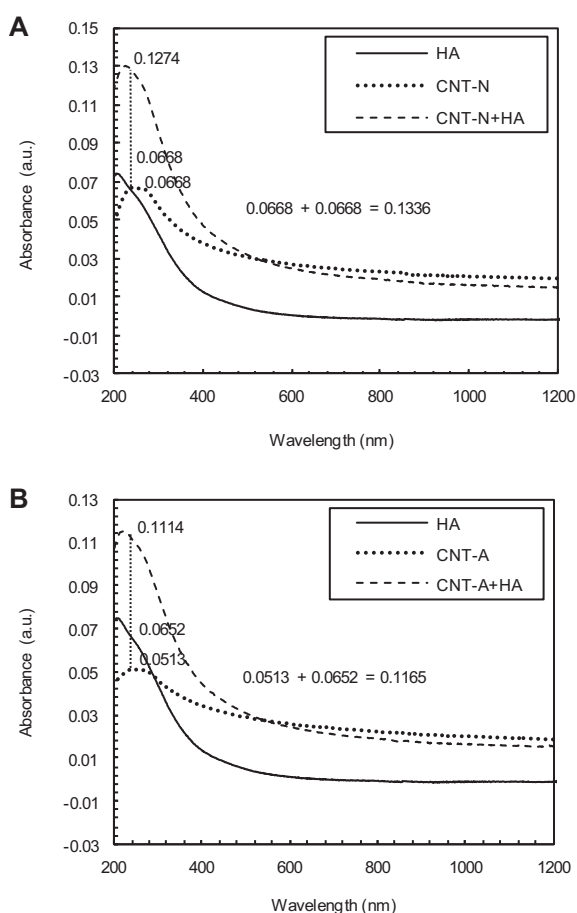 A
0.15
0.13
0.11
0.09
0.07
0.05
0.03
0.01
-0.01
-0.03
Absorbance (a.u.)
0.1274
0.0668
0.0668
0.0668 + 0.0668 = 0.1336
HA
CNT-N
CNT-N+HA
200 400 600 800 1000 1200
Wavelength (nm)
B
0.13
0.11
0.09
0.07
0.05
0.03
0.01
-0.01
-0.03
Absorbance (a.u.)
0.1114
0.0652
0.0513
0.0513 + 0.0652 = 0.1165
HA
CNT-A
CNT-A+HA
200 400 600 800 1000 1200
Wavelength (nm)